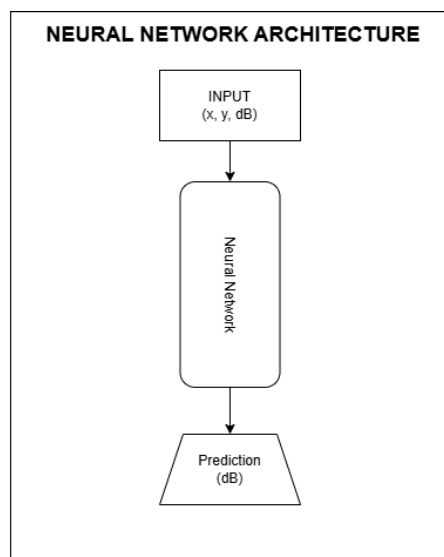 NEURAL NETWORK ARCHITECTURE
INPUT
(x, y, dB)
Neural Network
Prediction
(dB)